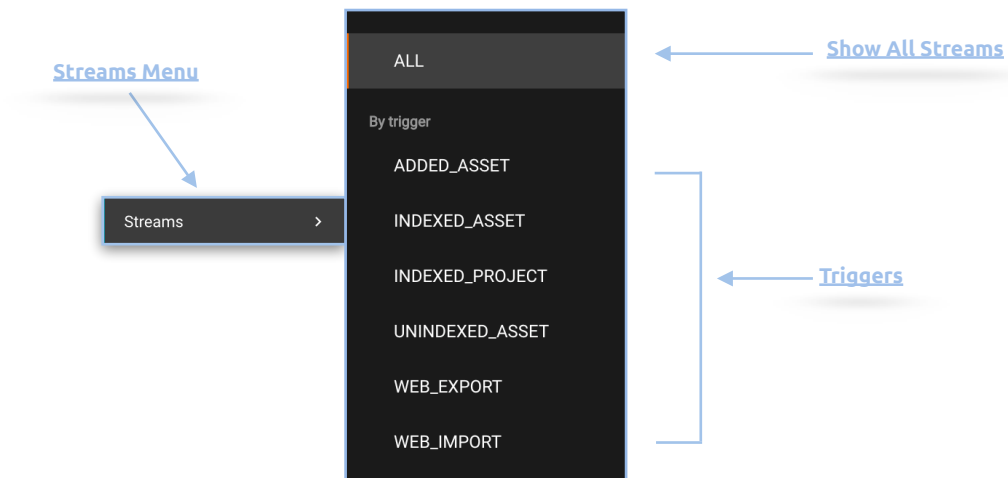 Streams Menu
Streams
ALL
By trigger
ADDED_ASSET
INDEXED_ASSET
INDEXED_PROJECT
UNINDEXED_ASSET
WEB_EXPORT
WEB_IMPORT
Show All Streams
Triggers